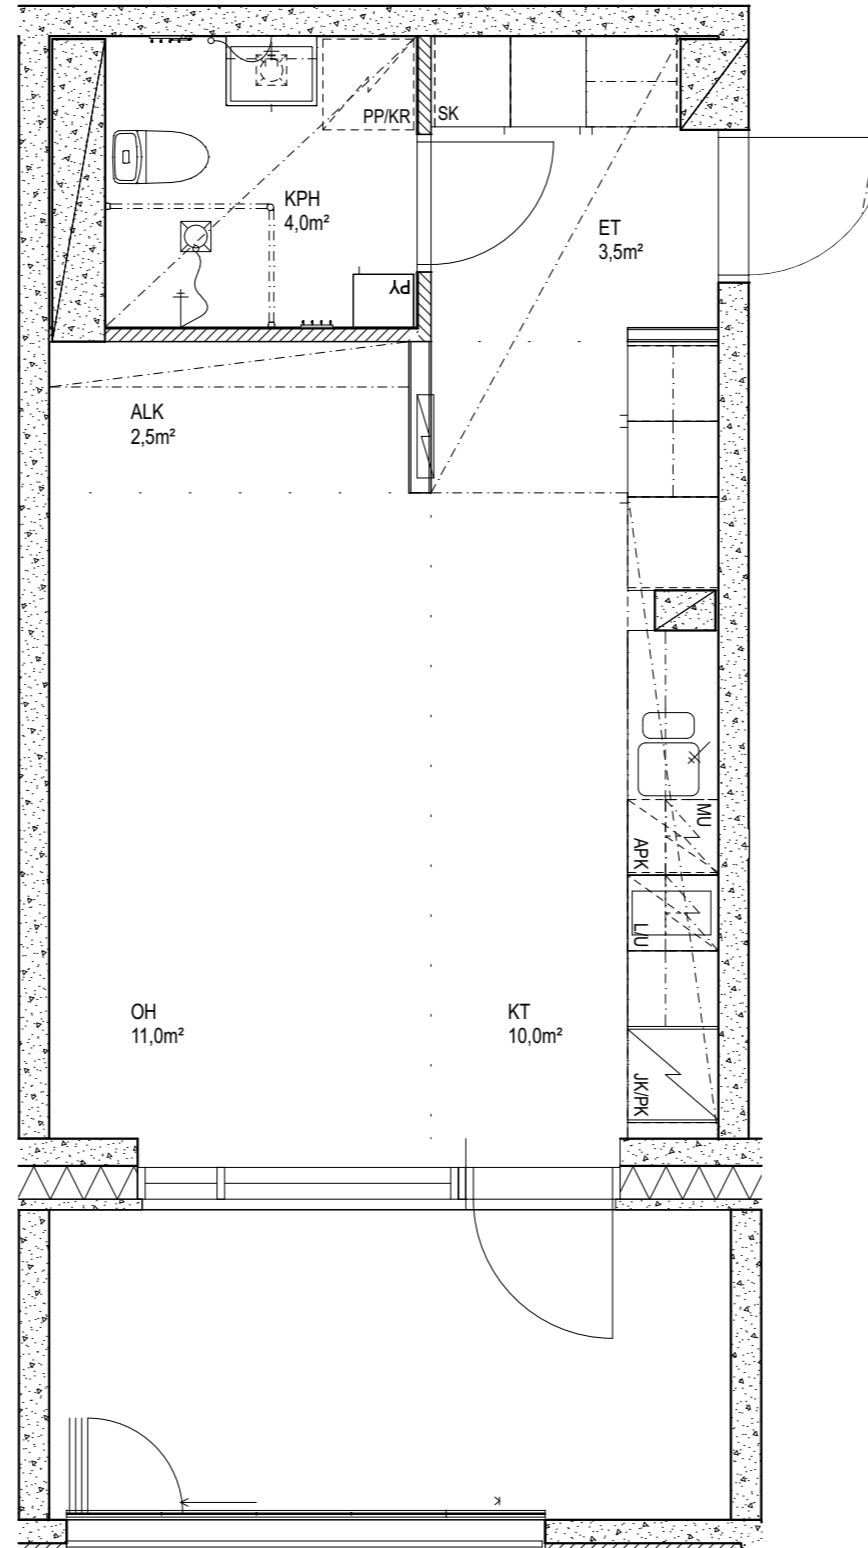 PP/KR
SK
KPH
4,0m²
ET
3,5m²
PY
ALK
2,5m²
MU
APK
L/U
OH
11,0m²
KT
10,0m²
JK/PK
K